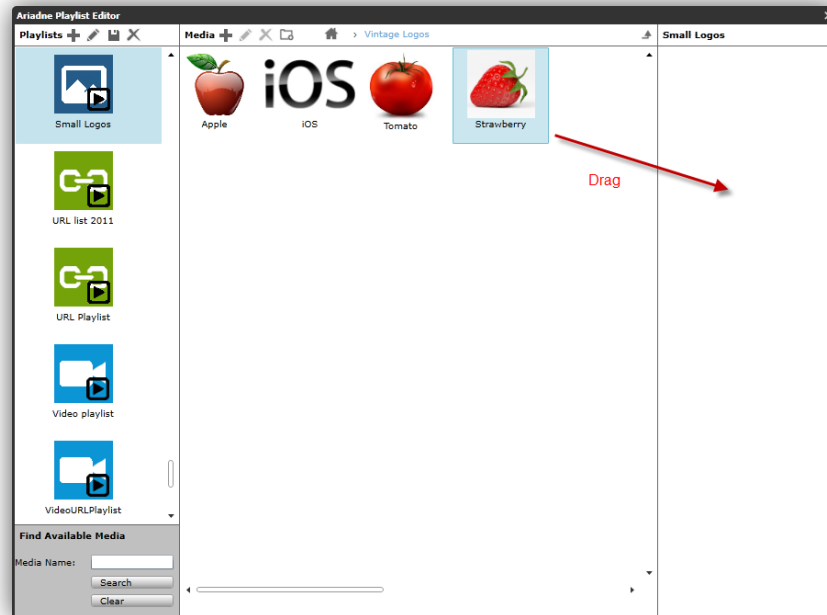 Ariadne Playlist Editor
Playlists
Media
Vintage Logos
Small Logos
Small Logos
URL list 2011
URL Playlist
Video playlist
VideoURLPlaylist
Apple
iOS
iOS
Tomato
Strawberry
Drag
Find Available Media
Media Name:
Search
Clear